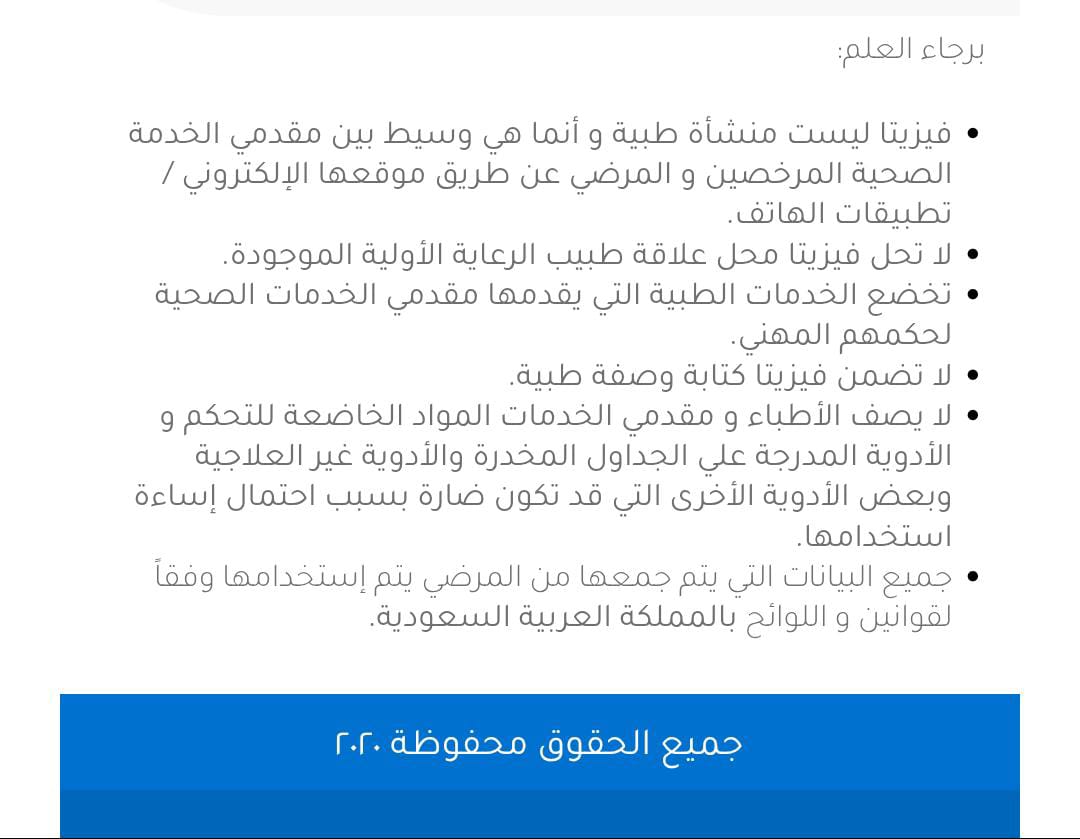 برجاء العلم:
• فيزيتا ليست منشأة طبية و أنما هي وسيط بين مقدمي الخدمة
الصحية المرخصين و المرضي عن طريق موقعها الإلكتروني /
تطبيقات الهاتف.
• لا تحل فيزيتا محل علاقة طبيب الرعاية الأولية الموجودة.
• تخضع الخدمات الطبية التي يقدمها مقدمي الخدمات الصحية
لحكمهم المهني.
• لا تضمن فيزيتا كتابة وصفة طبية.
• لا يصف الأطباء و مقدمي الخدمات المواد الخاضعة للتحكم و
الأدوية المدرجة علي الجداول المخدرة والأدوية غير العلاجية
وبعض الأدوية الأخرى التي قد تكون ضارة بسبب احتمال إساءة
استخدامها.
• جميع البيانات التي يتم جمعها من المرضي يتم إستخدامها وفقاً
لقوانين و اللوائح بالمملكة العربية السعودية.
جميع الحقوق محفوظة ٢٠٢٠